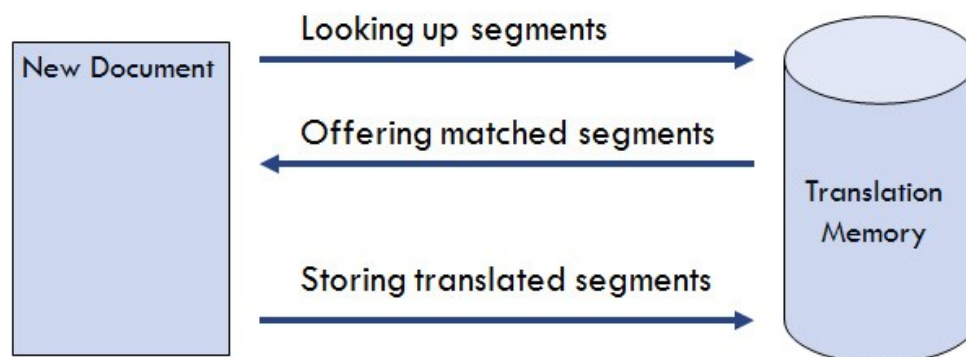 Looking up segments
New Document
Offering matched segments
Translation
Memory
Storing translated segments